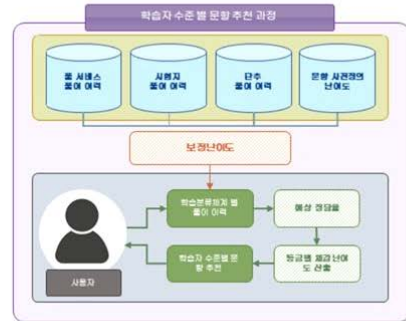 학습자 수준 별 문항 추천 과정
풀 서비스
풀이 이력
시험지
풀이 이력
단추
풀이 이력
문항 사전정의
난이도
보정난이도
학습분류체계 별
풀이 이력
예상 정답율
등급별 체감난이
도 산출
학습자 수준별 문
항 추천
사용자